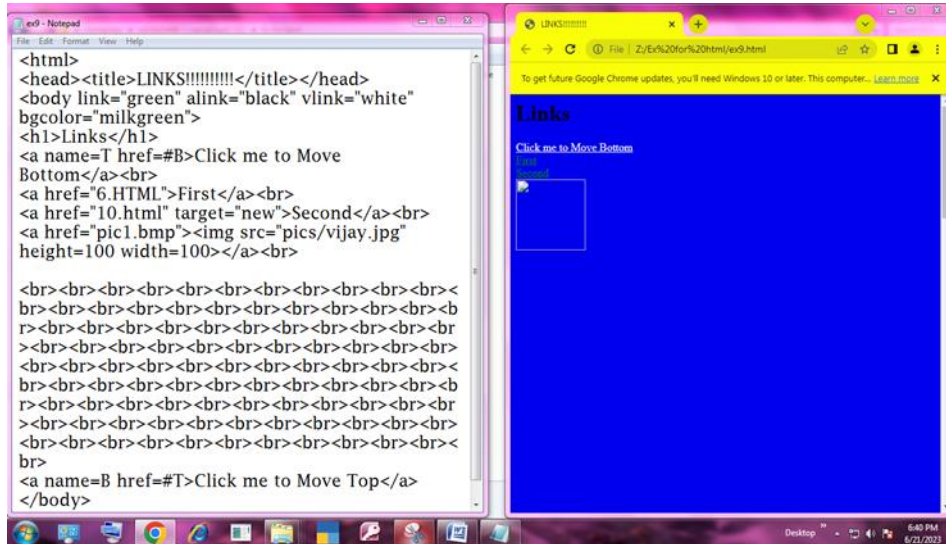 ex9 - Notepad
File Edit Format View Help
<html>
<head><title>LINKS!!!!!!!!!!</title></head>
<body link="green" alink="black" vlink="white"
bgcolor="milkgreen">
<h1>Links</h1>
<a name=T href=#B>Click me to Move
Bottom</a><br>
<a href="6.HTML">First</a><br>
<a href="10.html" target="new">Second</a><br>
<a href="pic1.bmp"><img src="pics/vijay.jpg"
height=100 width=100></a><br>
<br><br><br><br><br><br><br><br><br><br><br><
br><br><br><br><br><br><br><br><br><br><br><b
r><br><br><br><br><br><br><br><br><br><br><br
><br><br><br><br><br><br><br><br><br><br><br>
<br><br><br><br><br><br><br><br><br><br><br><
br><br><br><br><br><br><br><br><br><br><br><b
r><br><br><br><br><br><br><br><br><br><br><br
><br><br><br><br><br><br><br><br><br><br><br>
<br><br><br><br><br><br><br><br><br><br><br><
br>
<a name=B href=#T>Click me to Move Top</a>
</body>
LINKS!!!!!!!!!!
File | Z:/Ex%20for%20html/ex9.html
To get future Google Chrome updates, you'll need Windows 10 or later. This computer... Learn more
Links
Click me to Move Bottom
First
Second
Desktop
6:40 PM
6/21/2023